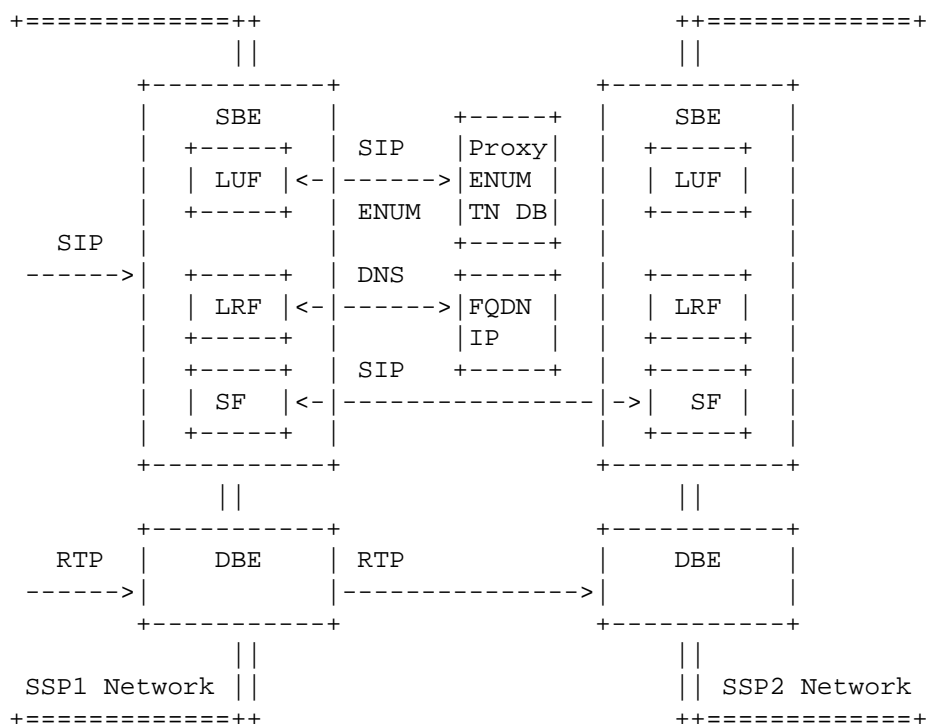 SBE SBE
SIP Proxy
LUF ENUM LUF
ENUM TN DB
SIP
DNS
LRF FQDN LRF
IP
SIP
SF SF
RTP DBE RTP DBE
SSP1 Network SSP2 Network